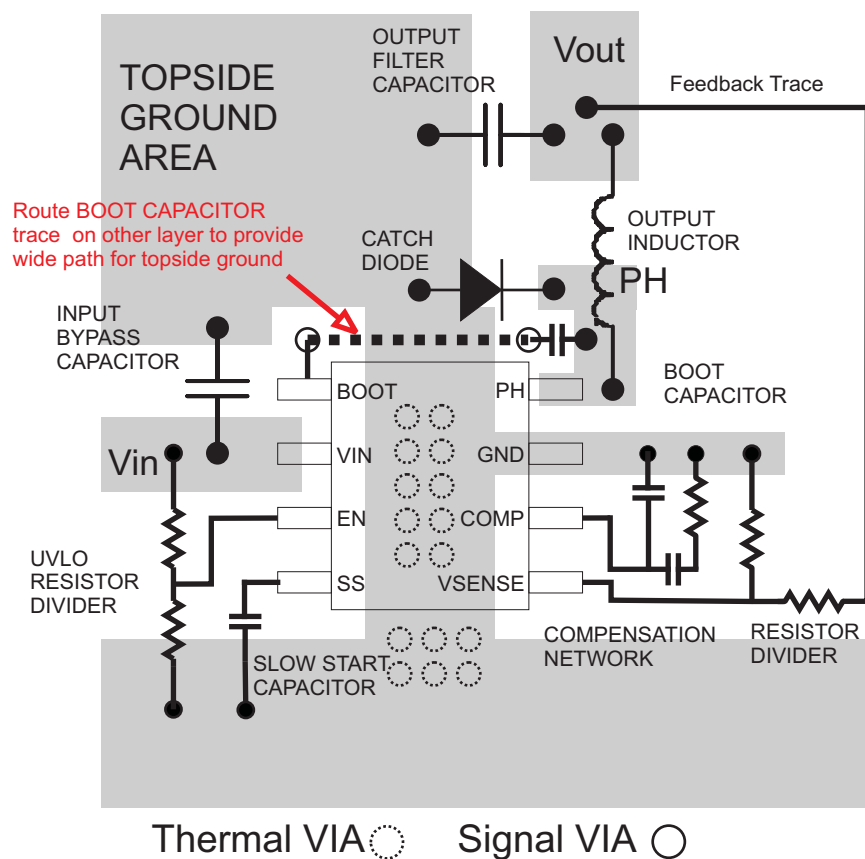 OUTPUT
FILTER
CAPACITOR
Vout
TOPSIDE
GROUND
AREA
Feedback Trace
Route BOOT CAPACITOR
trace on other layer to provide
wide path for topside ground
CATCH
DIODE
OUTPUT
INDUCTOR
PH
INPUT
BYPASS
CAPACITOR
BOOT
CAPACITOR
BOOT
PH
Vin
VIN
GND
EN
COMP
UVLO
RESISTOR
DIVIDER
SS
VSENSE
SLOW START
CAPACITOR
COMPENSATION
NETWORK
RESISTOR
DIVIDER
Thermal VIA
Signal VIA